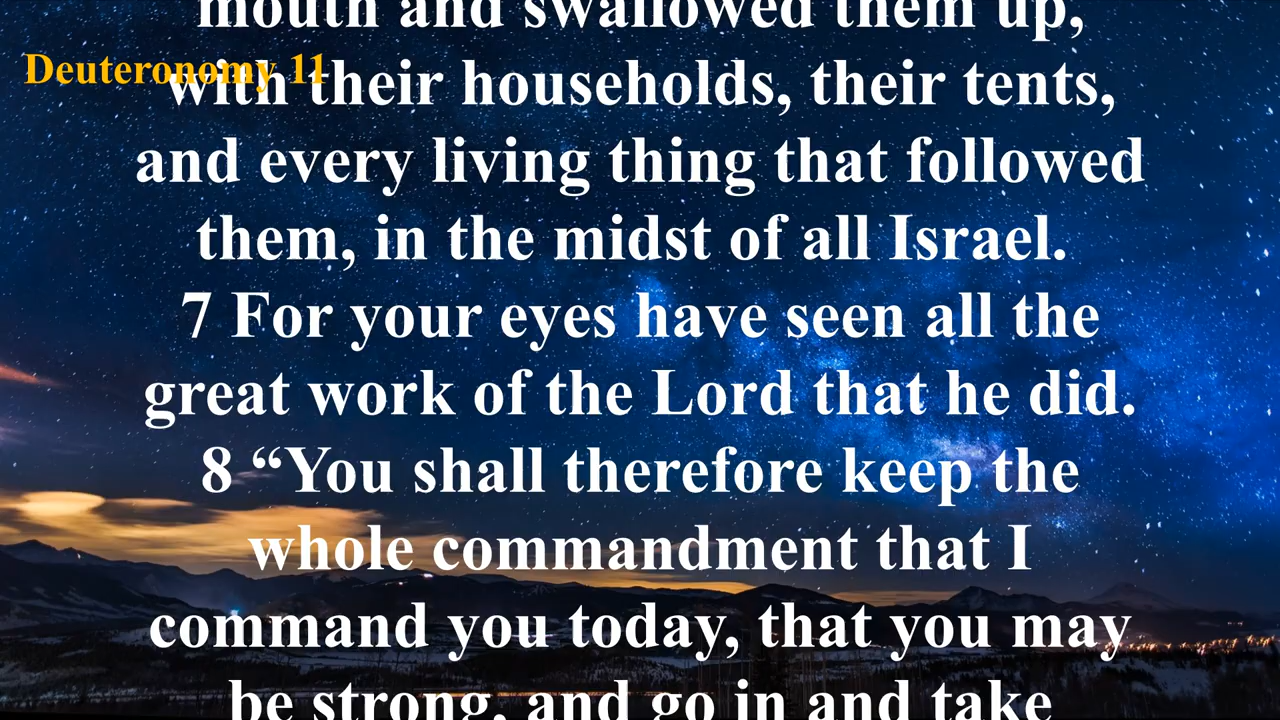 mouth and swallowed them up,
Deuteronomy 11
with their households, their tents,
and every living thing that followed
them, in the midst of all Israel.
7 For your eyes have seen all the
great work of the Lord that he did.
8 “You shall therefore keep the
whole commandment that I
command you today, that you may
be strong, and go in and take